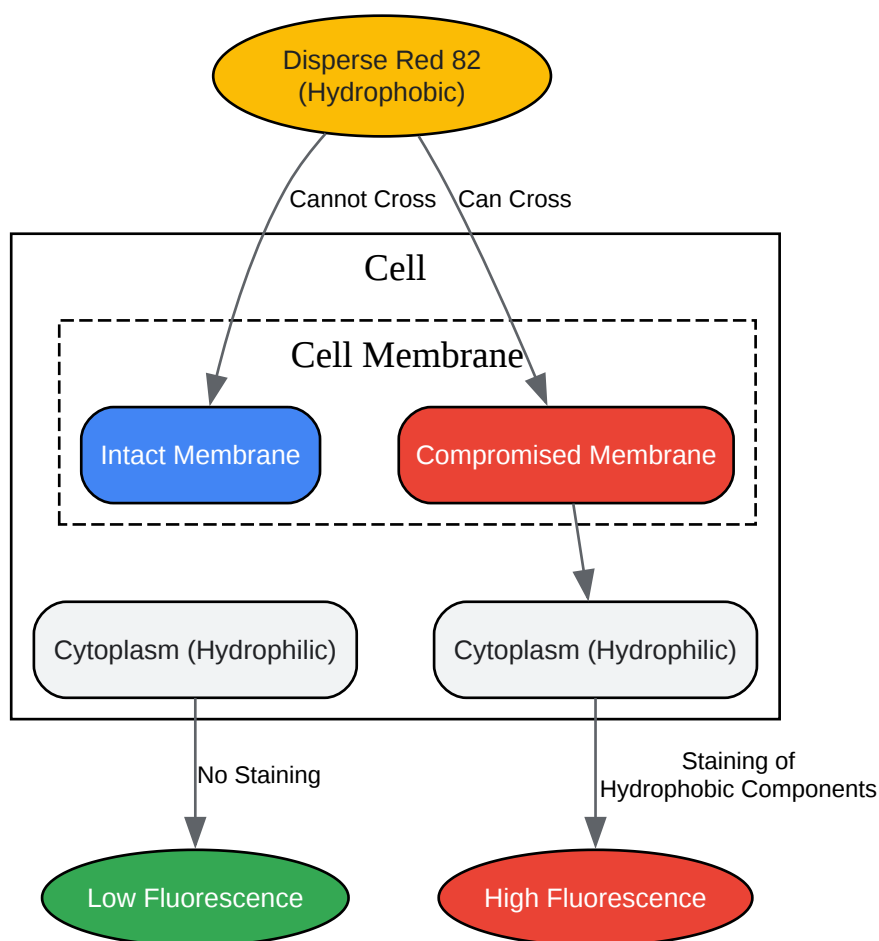 Disperse Red 82
(Hydrophobic)
Cannot Cross
Can Cross
Cell
Cell Membrane
Intact Membrane
Compromised Membrane
Cytoplasm (Hydrophilic)
Cytoplasm (Hydrophilic)
No Staining
Staining of
Hydrophobic Components
Low Fluorescence
High Fluorescence